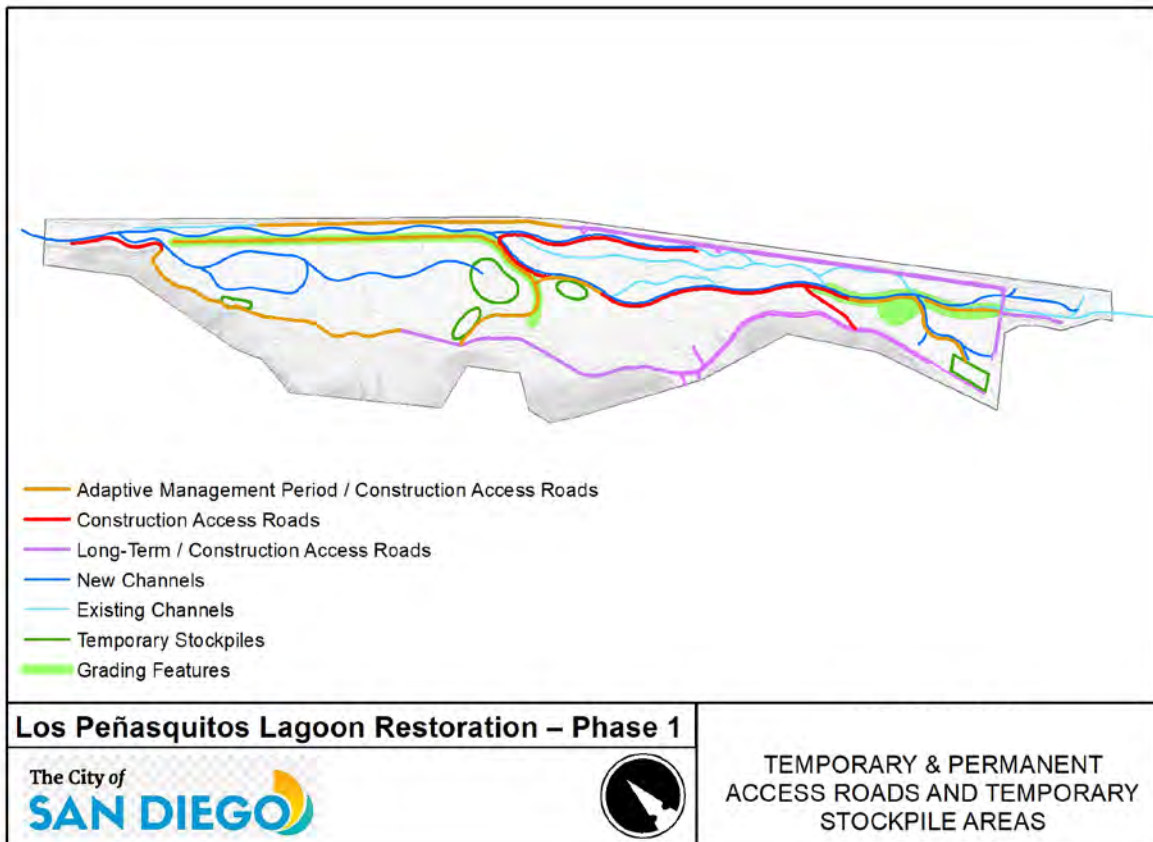 Adaptive Management Period / Construction Access Roads
Construction Access Roads
Long-Term / Construction Access Roads
New Channels
Existing Channels
Temporary Stockpiles
Grading Features
Los Peñasquitos Lagoon Restoration – Phase 1
The City of
SAN DIEGO
TEMPORARY & PERMANENT
ACCESS ROADS AND TEMPORARY
STOCKPILE AREAS